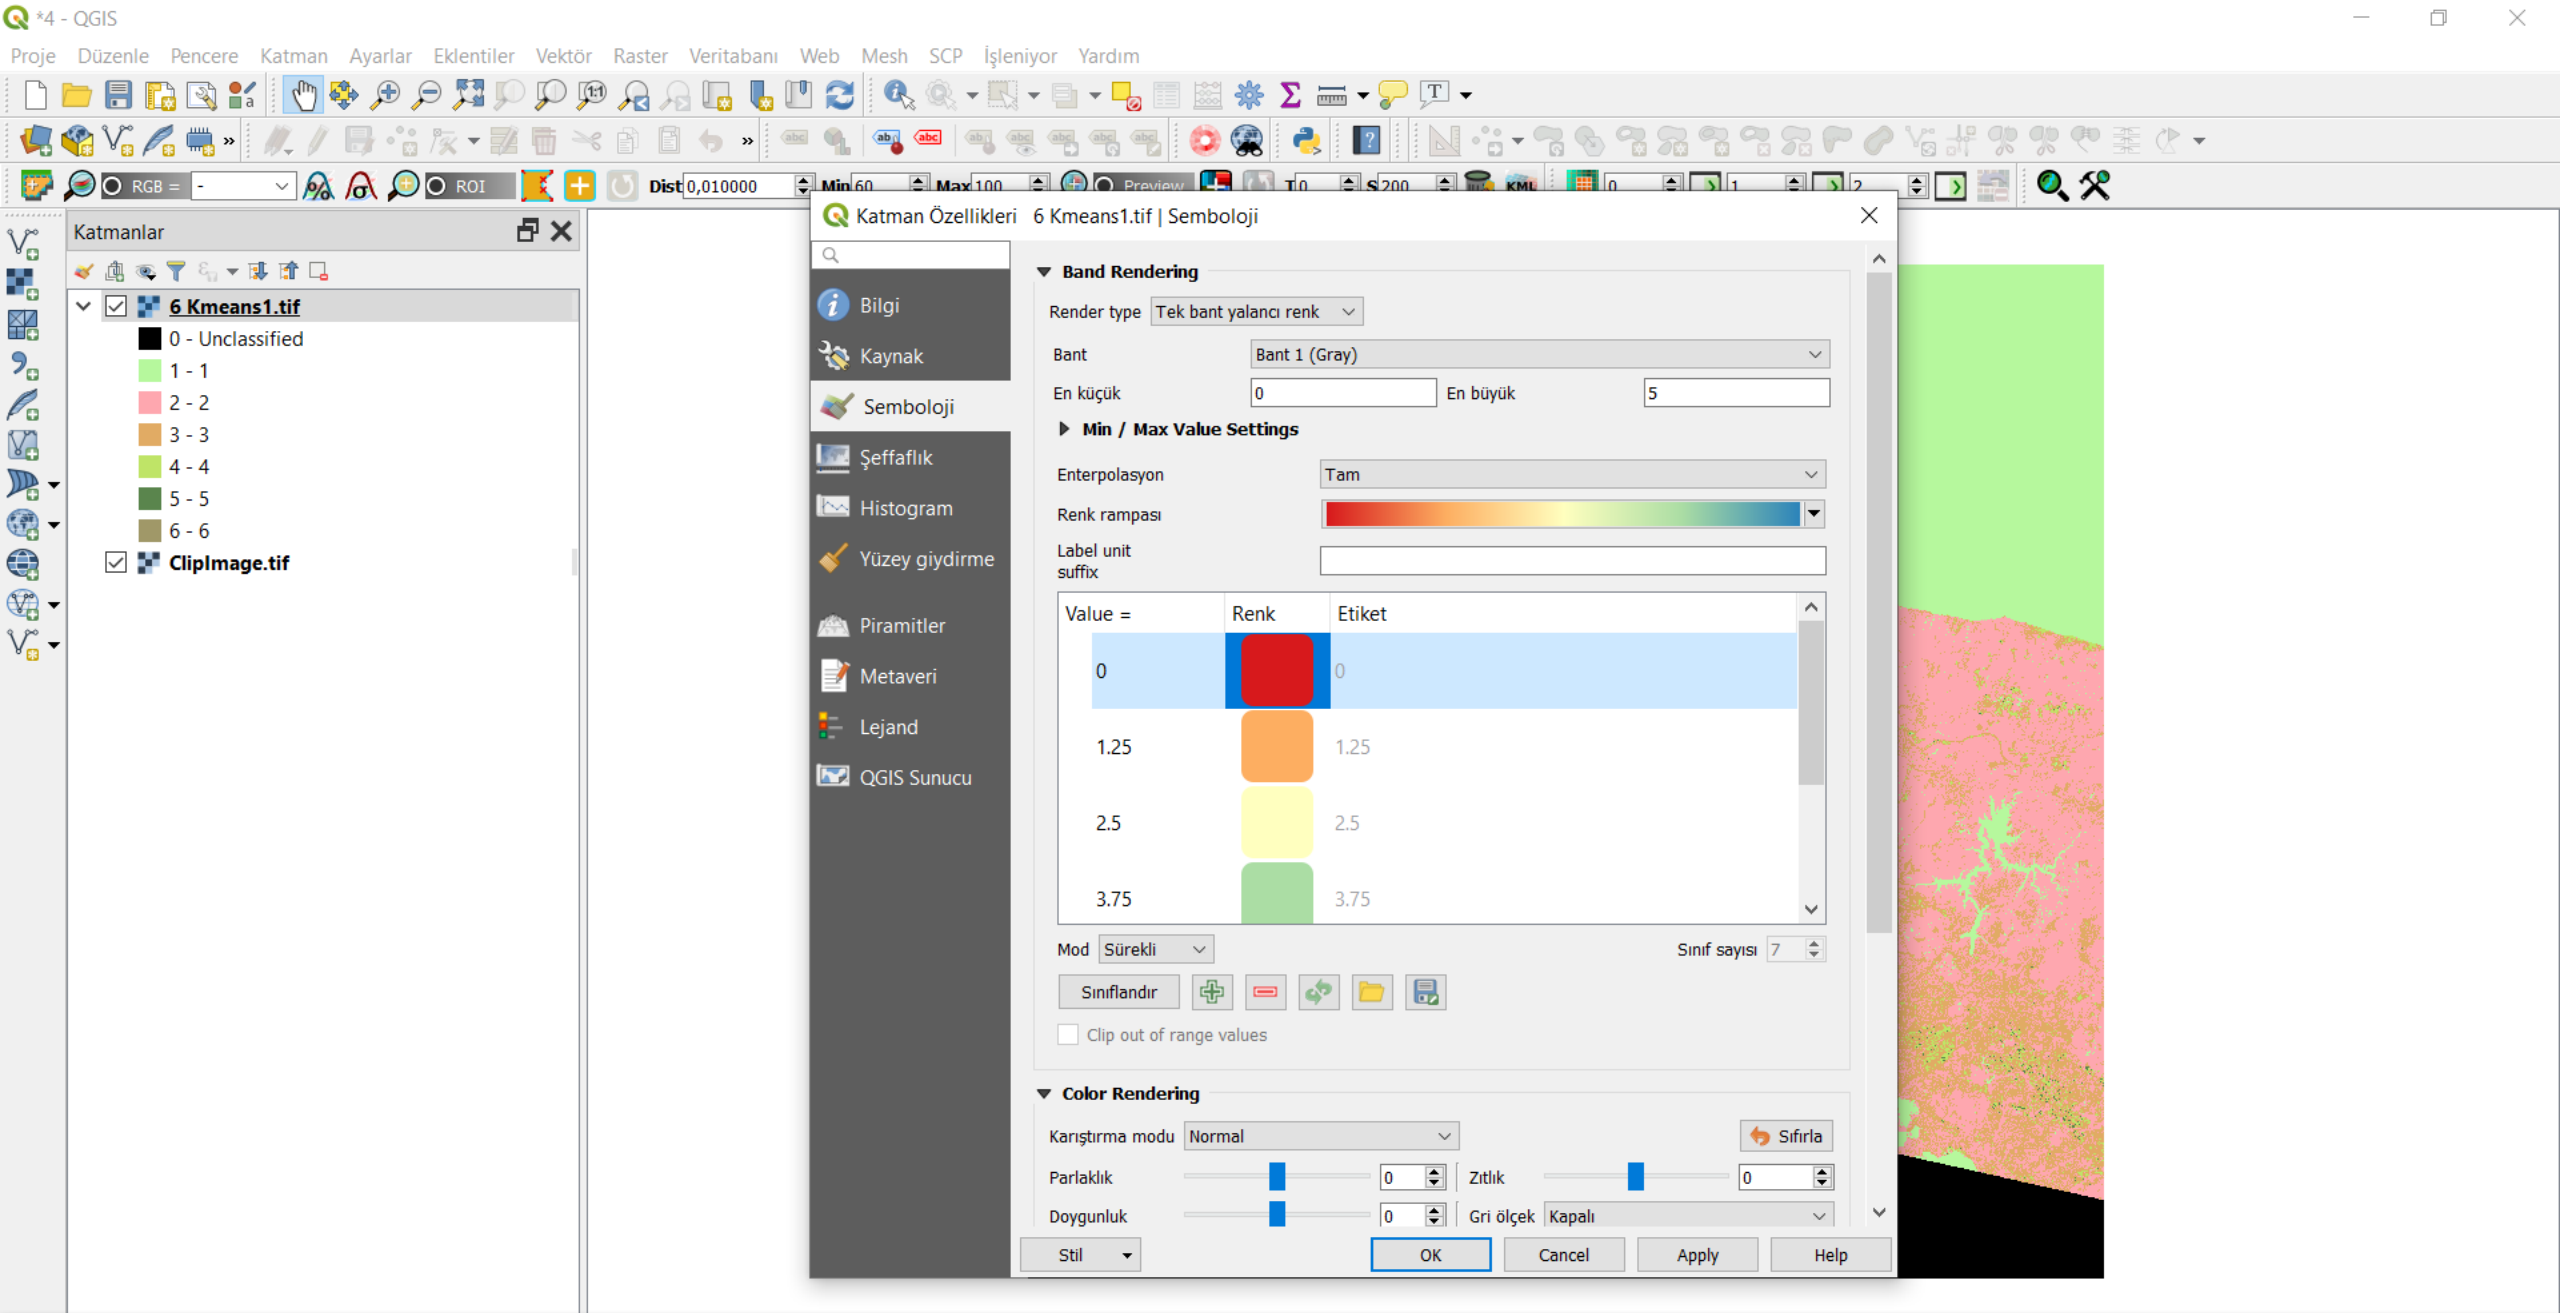 *4 - QGIS
Proje Düzenle Pencere Katman Ayarlar Eklentiler Vektör Raster Veritabanı Web Mesh SCP İşleniyor Yardım
RGB = - ROI Dist 0,010000 Min 60 Max 100 Preview T 0 S 200 KML 0 1 2
Katmanlar
6 Kmeans1.tif
0 - Unclassified
1 - 1
2 - 2
3 - 3
4 - 4
5 - 5
6 - 6
ClipImage.tif
Katman Özellikleri 6 Kmeans1.tif | Semboloji
Bilgi
Kaynak
Semboloji
Şeffaflık
Histogram
Yüzey giydirme
Piramitler
Metaveri
Lejand
QGIS Sunucu
Band Rendering
Render type Tek bant yalancı renk
Bant Bant 1 (Gray)
En küçük 0 En büyük 5
Min / Max Value Settings
Enterpolasyon Tam
Renk rampası
Label unit
suffix
Value = Renk Etiket
0 0
1.25 1.25
2.5 2.5
3.75 3.75
Mod Sürekli Sınıf sayısı 7
Sınıflandır
Clip out of range values
Color Rendering
Karıştırma modu Normal Sıfırla
Parlaklık 0 Zıtlık 0
Doygunluk 0 Gri ölçek Kapalı
Stil OK Cancel Apply Help